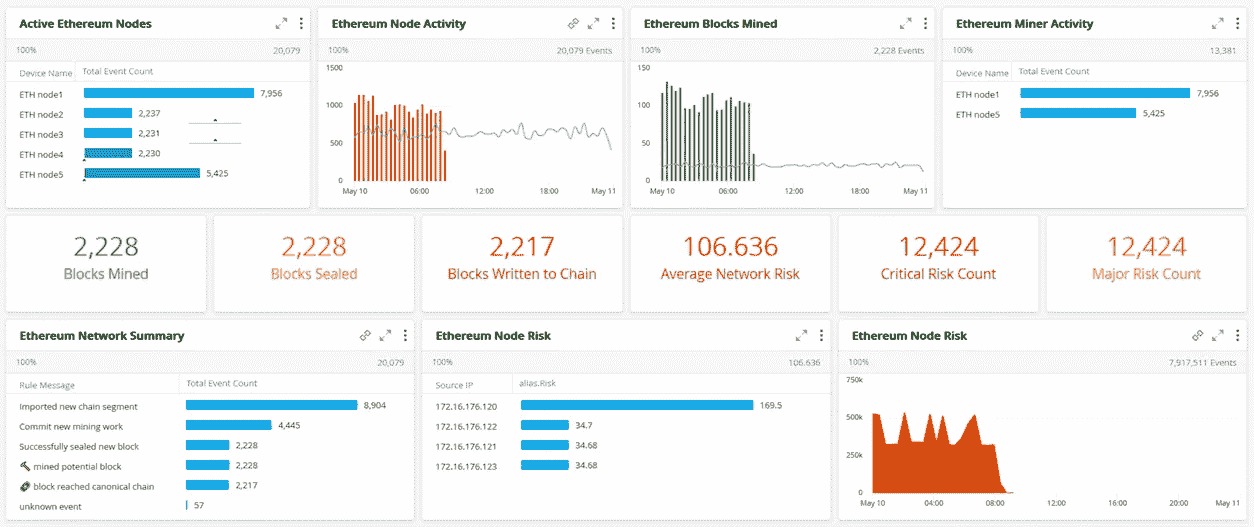 Active Ethereum Nodes
100% 20,079
Device Name Total Event Count
ETH node1 7,956
ETH node2 2,237
ETH node3 2,231
ETH node4 2,230
ETH node5 5,425
Ethereum Node Activity
100% 20,079 Events
1500
1000
500
0
May 10 06:00 12:00 18:00 May 11
Ethereum Blocks Mined
100% 2,228 Events
150
100
50
0
May 10 06:00 12:00 18:00 May 11
Ethereum Miner Activity
100% 13,381
Device Name Total Event Count
ETH node1 7,956
ETH node5 5,425
2,228
Blocks Mined
2,228
Blocks Sealed
2,217
Blocks Written to Chain
106.636
Average Network Risk
12,424
Critical Risk Count
12,424
Major Risk Count
Ethereum Network Summary
100% 20,079
Rule Message Total Event Count
Imported new chain segment 8,904
Commit new mining work 4,445
Successfully sealed new block 2,228
🔨 mined potential block 2,228
🔗 block reached canonical chain 2,217
unknown event 57
Ethereum Node Risk
100% 106.636
Source IP alias.Risk
172.16.176.120 169.5
172.16.176.122 34.7
172.16.176.121 34.68
172.16.176.123 34.68
Ethereum Node Risk
100% 7,917,511 Events
750k
500k
250k
0
May 10 04:00 08:00 12:00 16:00 20:00 May 11